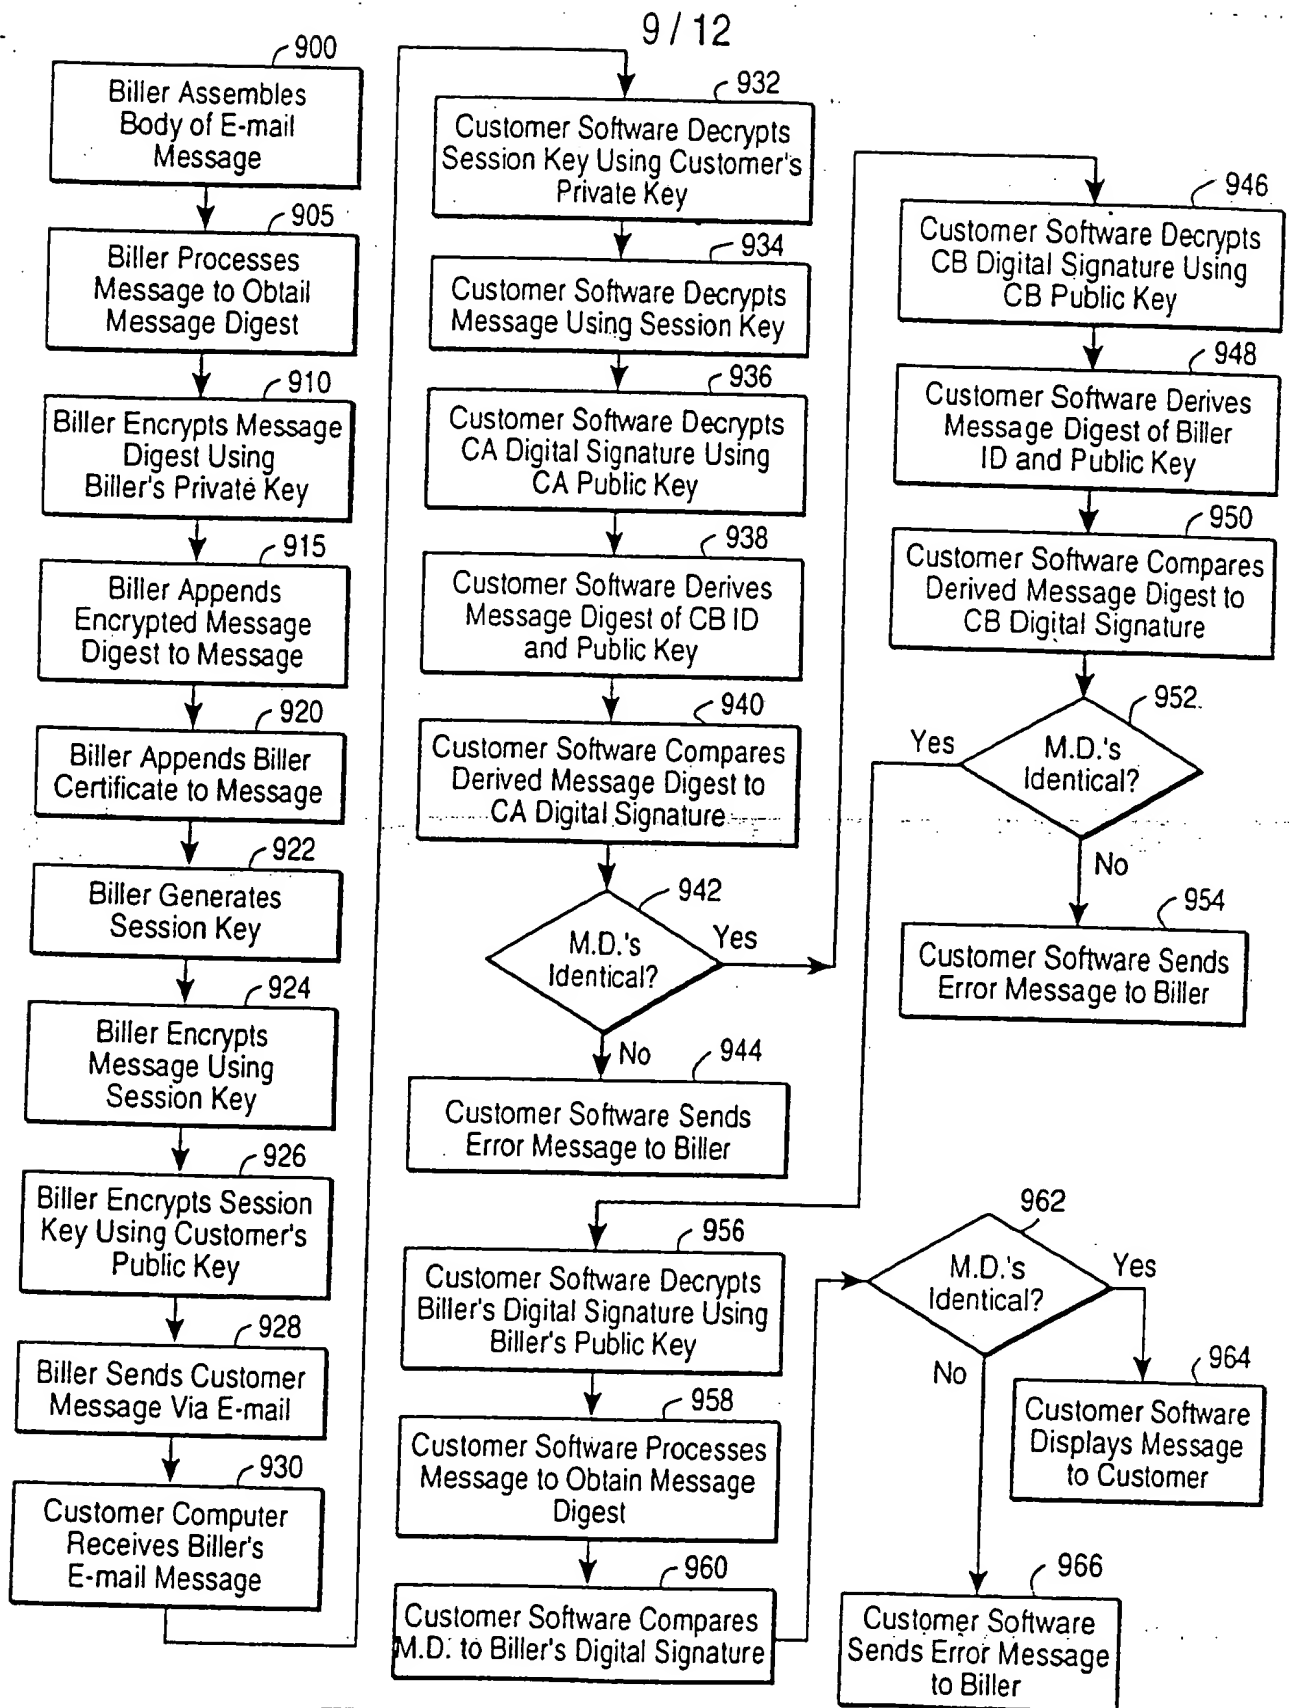 9 / 12
900
Biller Assembles
Body of E-mail
Message
905
Biller Processes
Message to Obtail
Message Digest
910
Biller Encrypts Message
Digest Using
Biller's Private Key
915
Biller Appends
Encrypted Message
Digest to Message
920
Biller Appends Biller
Certificate to Message
922
Biller Generates
Session Key
924
Biller Encrypts
Message Using
Session Key
926
Biller Encrypts Session
Key Using Customer's
Public Key
928
Biller Sends Customer
Message Via E-mail
930
Customer Computer
Receives Biller's
E-mail Message
932
Customer Software Decrypts
Session Key Using Customer's
Private Key
934
Customer Software Decrypts
Message Using Session Key
936
Customer Software Decrypts
CA Digital Signature Using
CA Public Key
938
Customer Software Derives
Message Digest of CB ID
and Public Key
940
Customer Software Compares
Derived Message Digest to
CA Digital Signature
942
M.D.'s
Identical?
Yes
No
944
Customer Software Sends
Error Message to Biller
946
Customer Software Decrypts
CB Digital Signature Using
CB Public Key
948
Customer Software Derives
Message Digest of Biller
ID and Public Key
950
Customer Software Compares
Derived Message Digest to
CB Digital Signature
952
M.D.'s
Identical?
Yes
No
954
Customer Software Sends
Error Message to Biller
956
Customer Software Decrypts
Biller's Digital Signature Using
Biller's Public Key
958
Customer Software Processes
Message to Obtain Message
Digest
960
Customer Software Compares
M.D. to Biller's Digital Signature
962
M.D.'s
Identical?
Yes
No
964
Customer Software
Displays Message
to Customer
966
Customer Software
Sends Error Message
to Biller